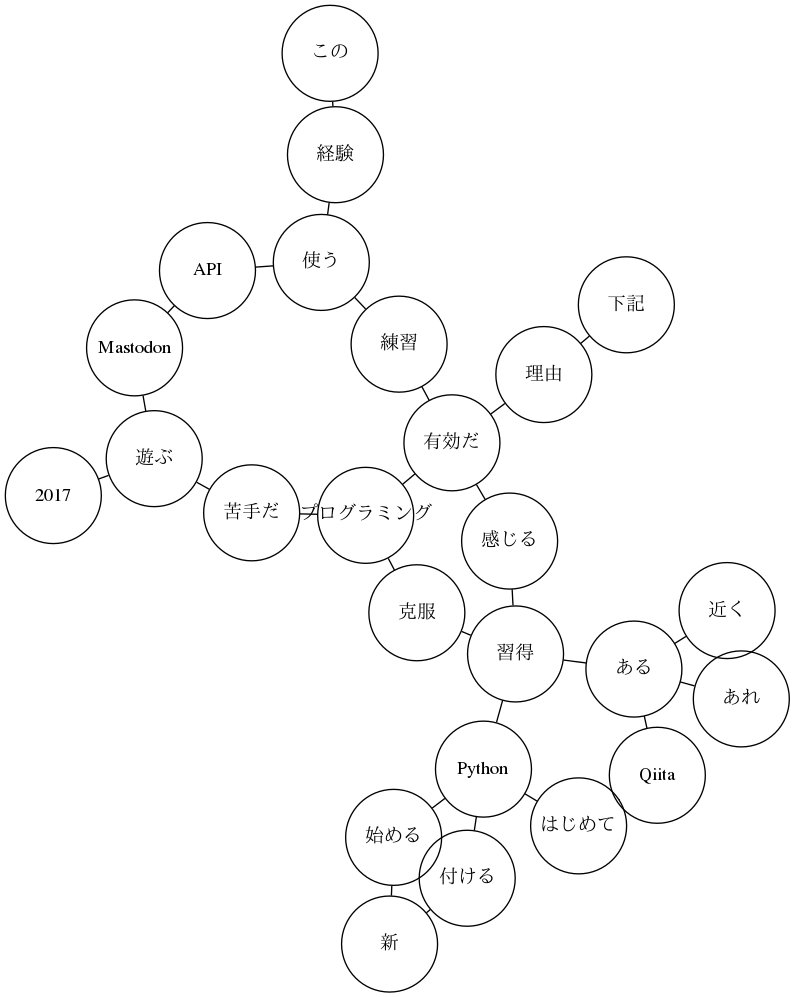 この
経験
使う
API
下記
練習
Mastodon
理由
有効だ
遊ぶ
2017
苦手だ
プログラミング
感じる
克服
近く
習得
ある
あれ
Python
Qiita
はじめて
始める
付ける
新